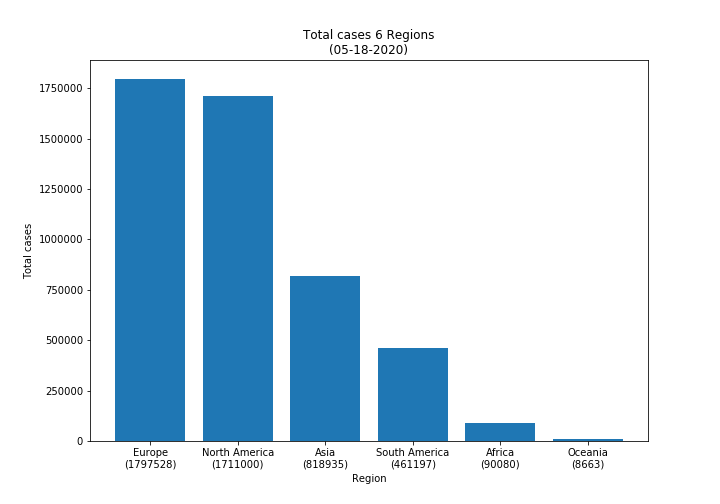 Total cases 6 Regions
(05-18-2020)
Total cases
1750000
1500000
1250000
1000000
750000
500000
250000
0
Europe North America Asia South America Africa Oceania
(1797528) (1711000) (818935) (461197) (90080) (8663)
Region